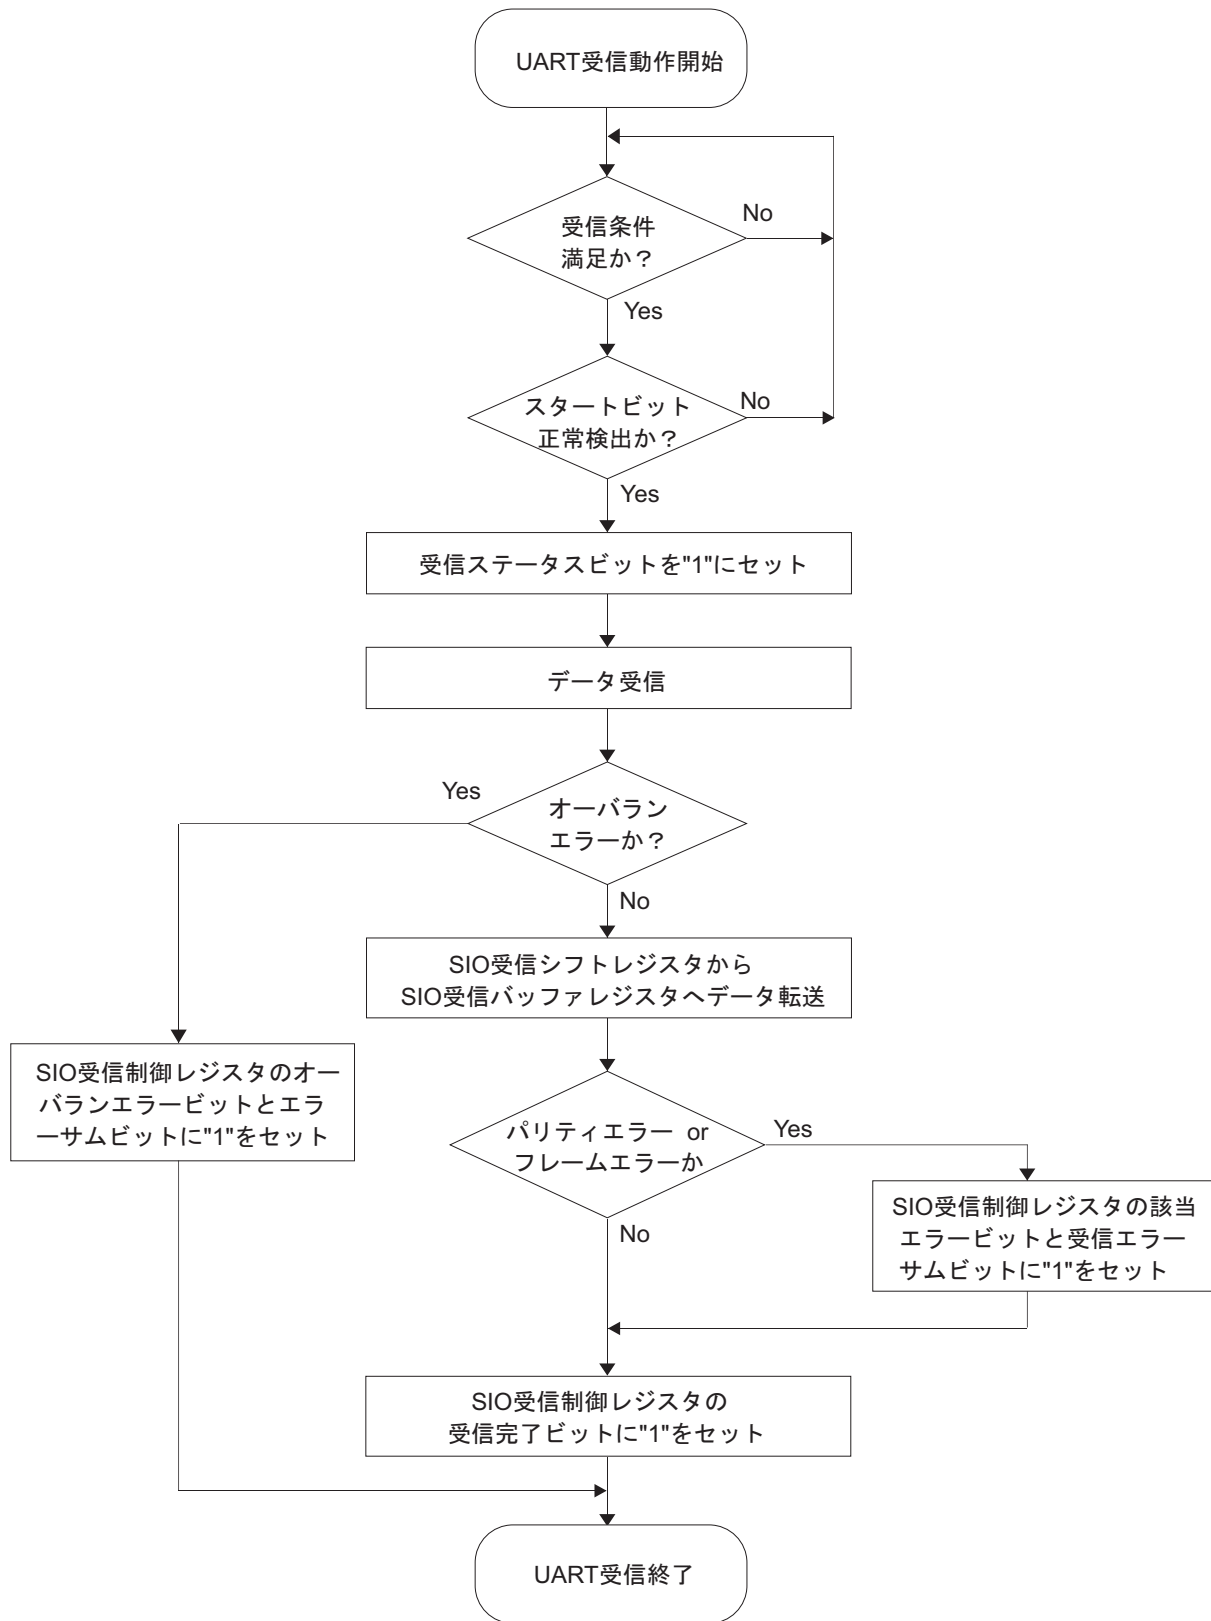 UART受信動作開始
受信条件
満足か？
No
Yes
スタートビット
正常検出か？
No
Yes
受信ステータスビットを"1"にセット
データ受信
オーバラン
エラーか？
Yes
No
SIO受信シフトレジスタから
SIO受信バッファレジスタへデータ転送
SIO受信制御レジスタのオー
バランエラービットとエラ
ーサムビットに"1"をセット
パリティエラー or
フレームエラーか
Yes
No
SIO受信制御レジスタの該当
エラービットと受信エラー
サムビットに"1"をセット
SIO受信制御レジスタの
受信完了ビットに"1"をセット
UART受信終了